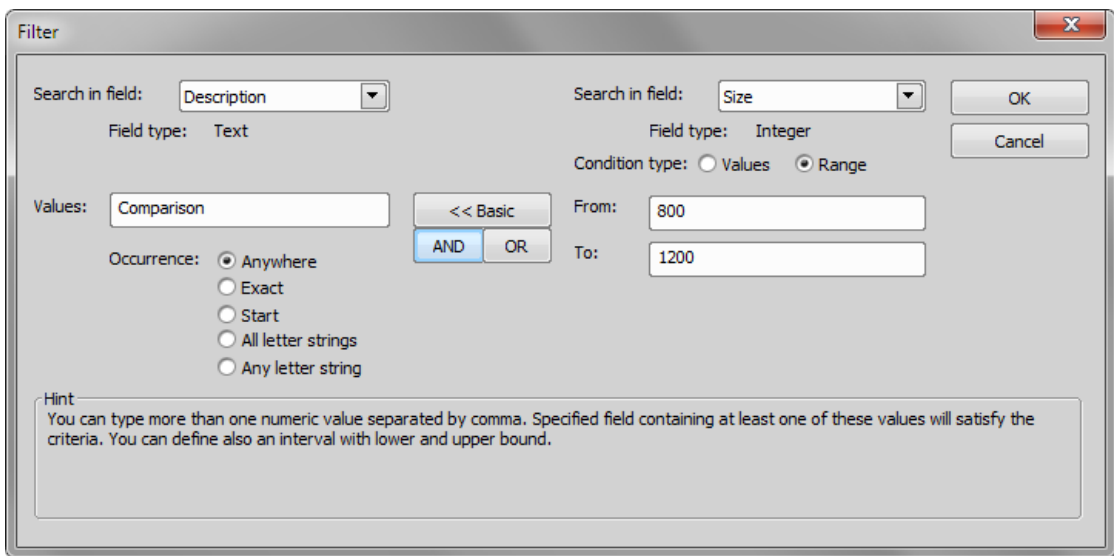 Filter
Search in field: Description
Field type: Text
Values: Comparison
Occurrence: Anywhere
Exact
Start
All letter strings
Any letter string
<< Basic
AND OR
Search in field: Size
Field type: Integer
Condition type: Values Range
From: 800
To: 1200
OK
Cancel
Hint
You can type more than one numeric value separated by comma. Specified field containing at least one of these values will satisfy the
criteria. You can define also an interval with lower and upper bound.